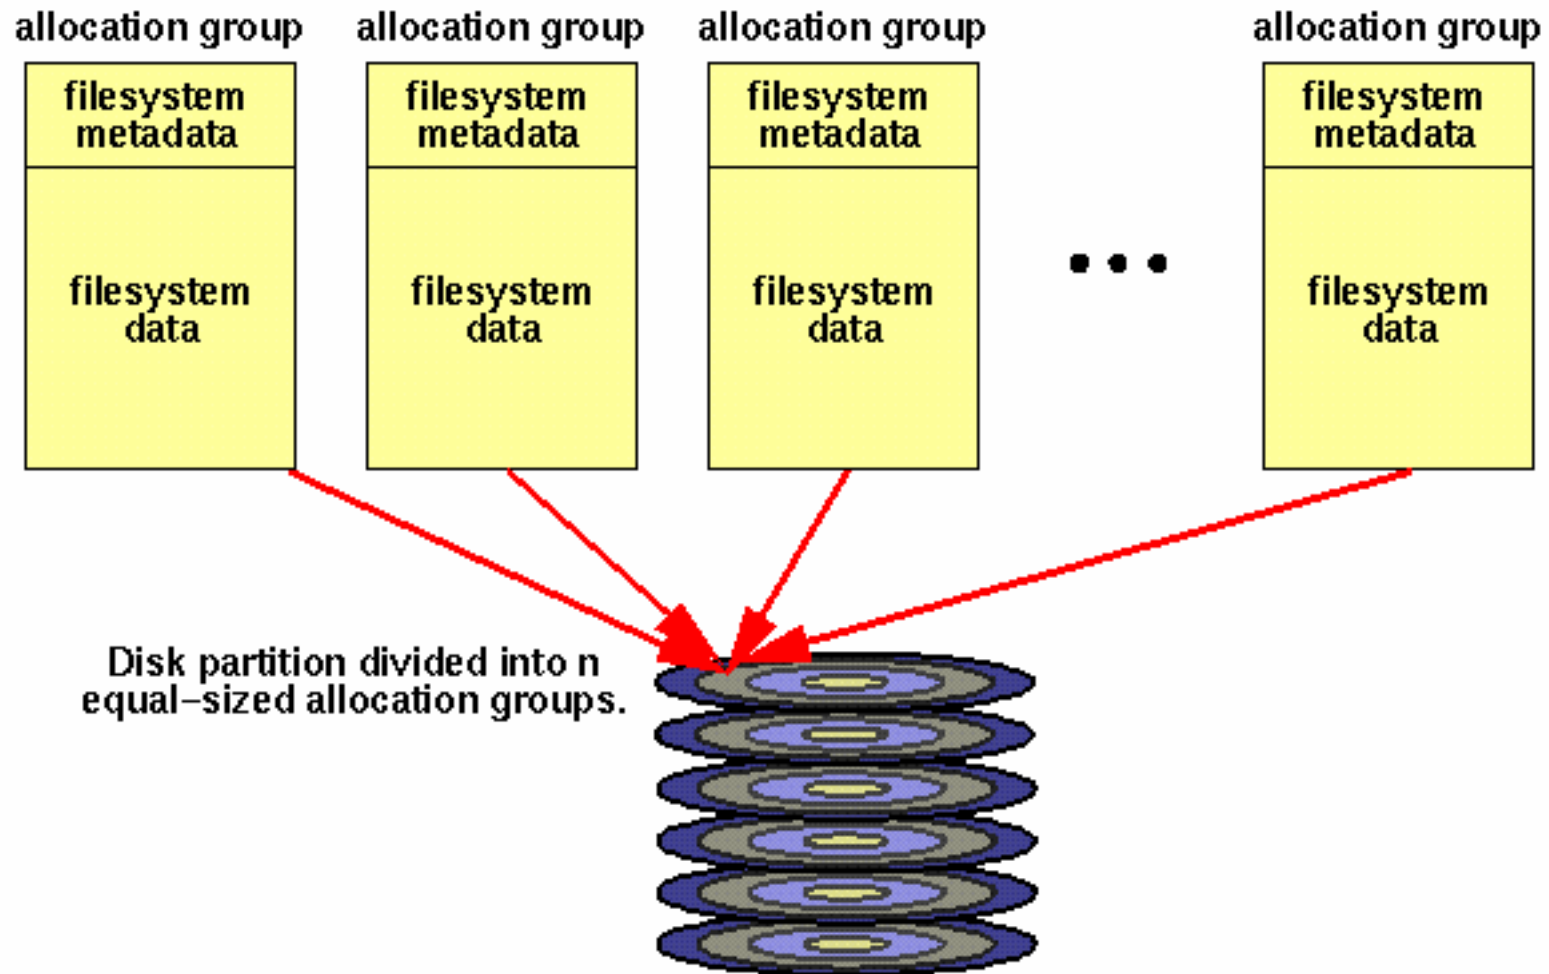 allocation group
allocation group
allocation group
allocation group
filesystem
metadata
filesystem
metadata
filesystem
metadata
filesystem
metadata
filesystem
data
filesystem
data
filesystem
data
• • •
filesystem
data
Disk partition divided into n
equal-sized allocation groups.